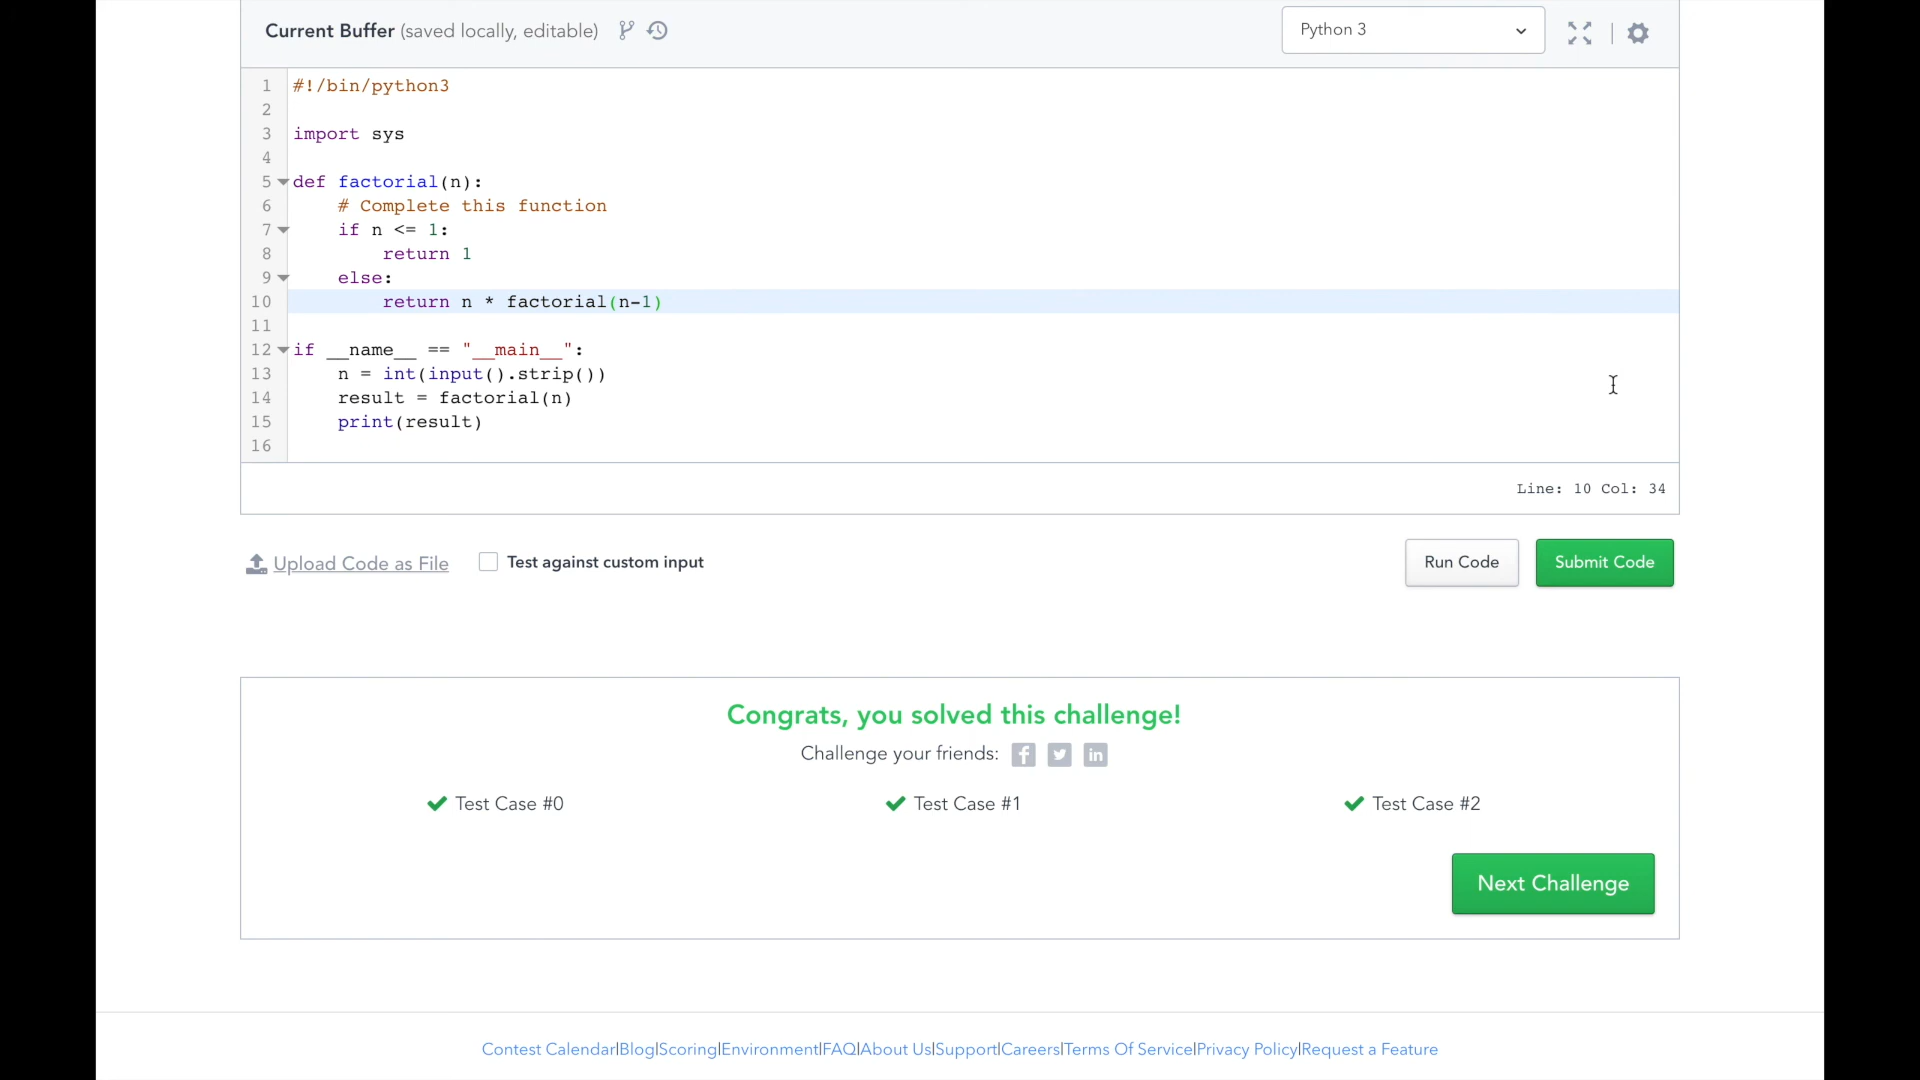 Current Buffer (saved locally, editable)
Python 3
1 #!/bin/python3
2
3 import sys
4
5 def factorial(n):
6     # Complete this function
7     if n <= 1:
8         return 1
9     else:
10         return n * factorial(n-1)
11
12 if __name__ == "__main__":
13     n = int(input().strip())
14     result = factorial(n)
15     print(result)
16
Line: 10 Col: 34
Upload Code as File
Test against custom input
Run Code
Submit Code
Congrats, you solved this challenge!
Challenge your friends:
Test Case #0
Test Case #1
Test Case #2
Next Challenge
Contest Calendar|Blog|Scoring|Environment|FAQ|About Us|Support|Careers|Terms Of Service|Privacy Policy|Request a Feature